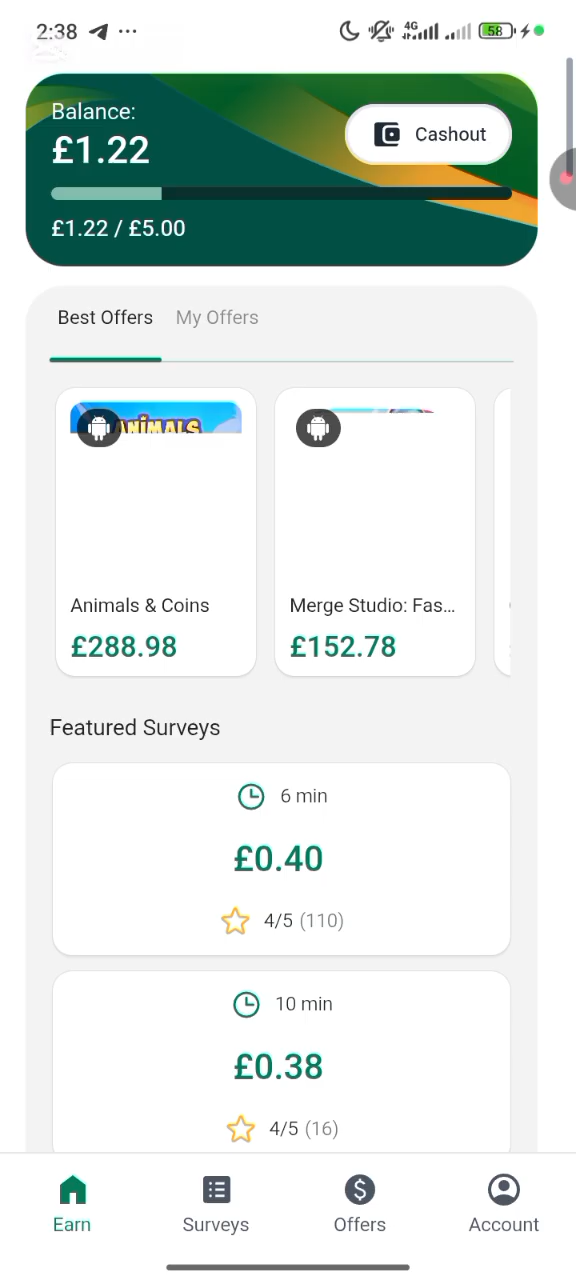 2:38
4G
58
Balance:
£1.22
Cashout
£1.22 / £5.00
Best Offers
My Offers
ANIMALS
Animals & Coins
Merge Studio: Fas...
£288.98
£152.78
Featured Surveys
6 min
£0.40
4/5 (110)
10 min
£0.38
4/5 (16)
Earn
Surveys
Offers
Account